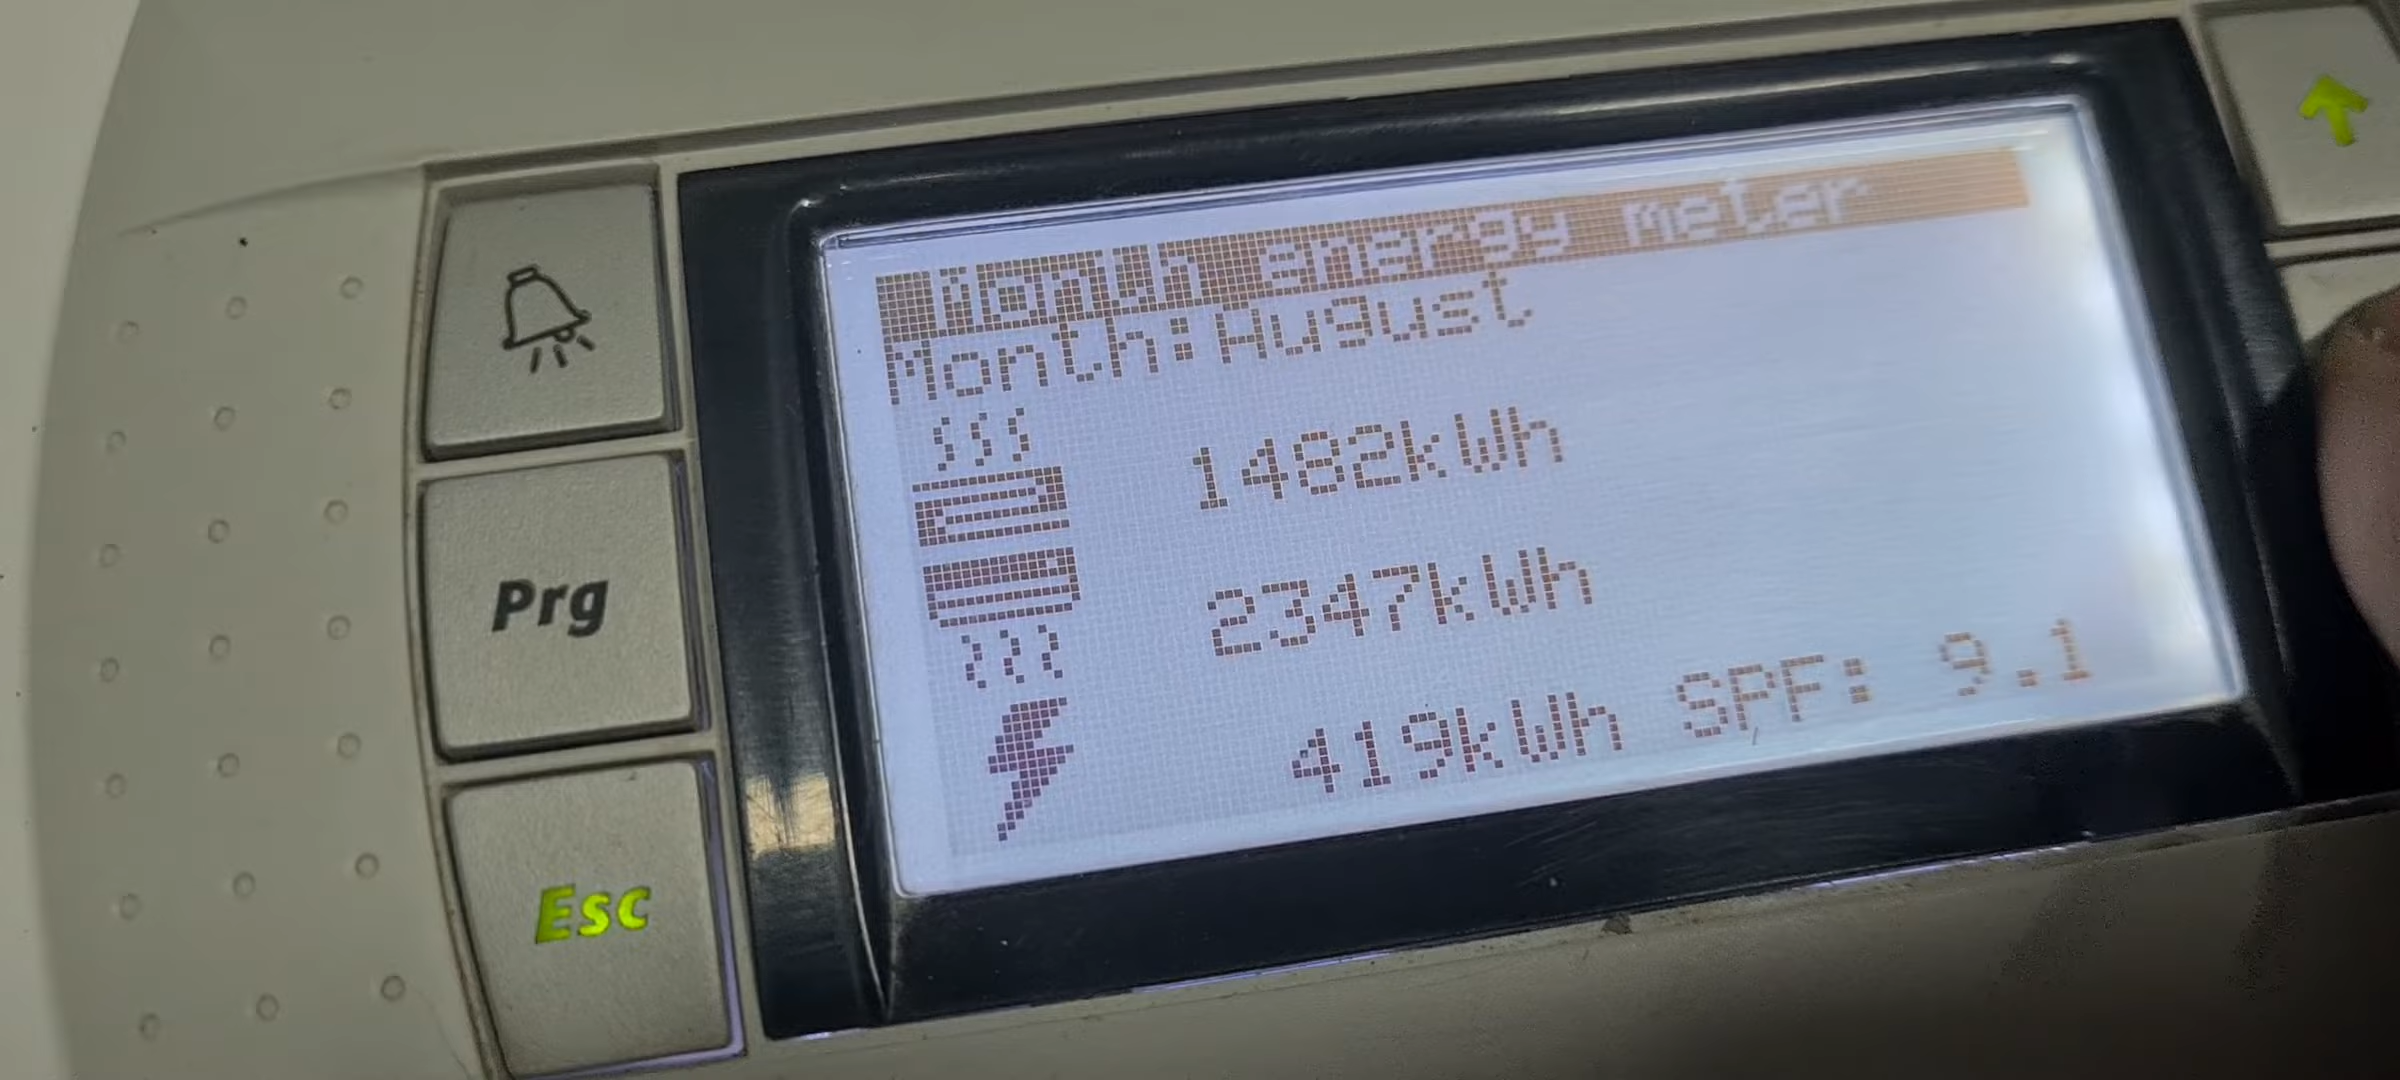 Month energy meter
Month:August
1482kWh
Prg
2347kWh
419kWh SPF: 9.1
Esc